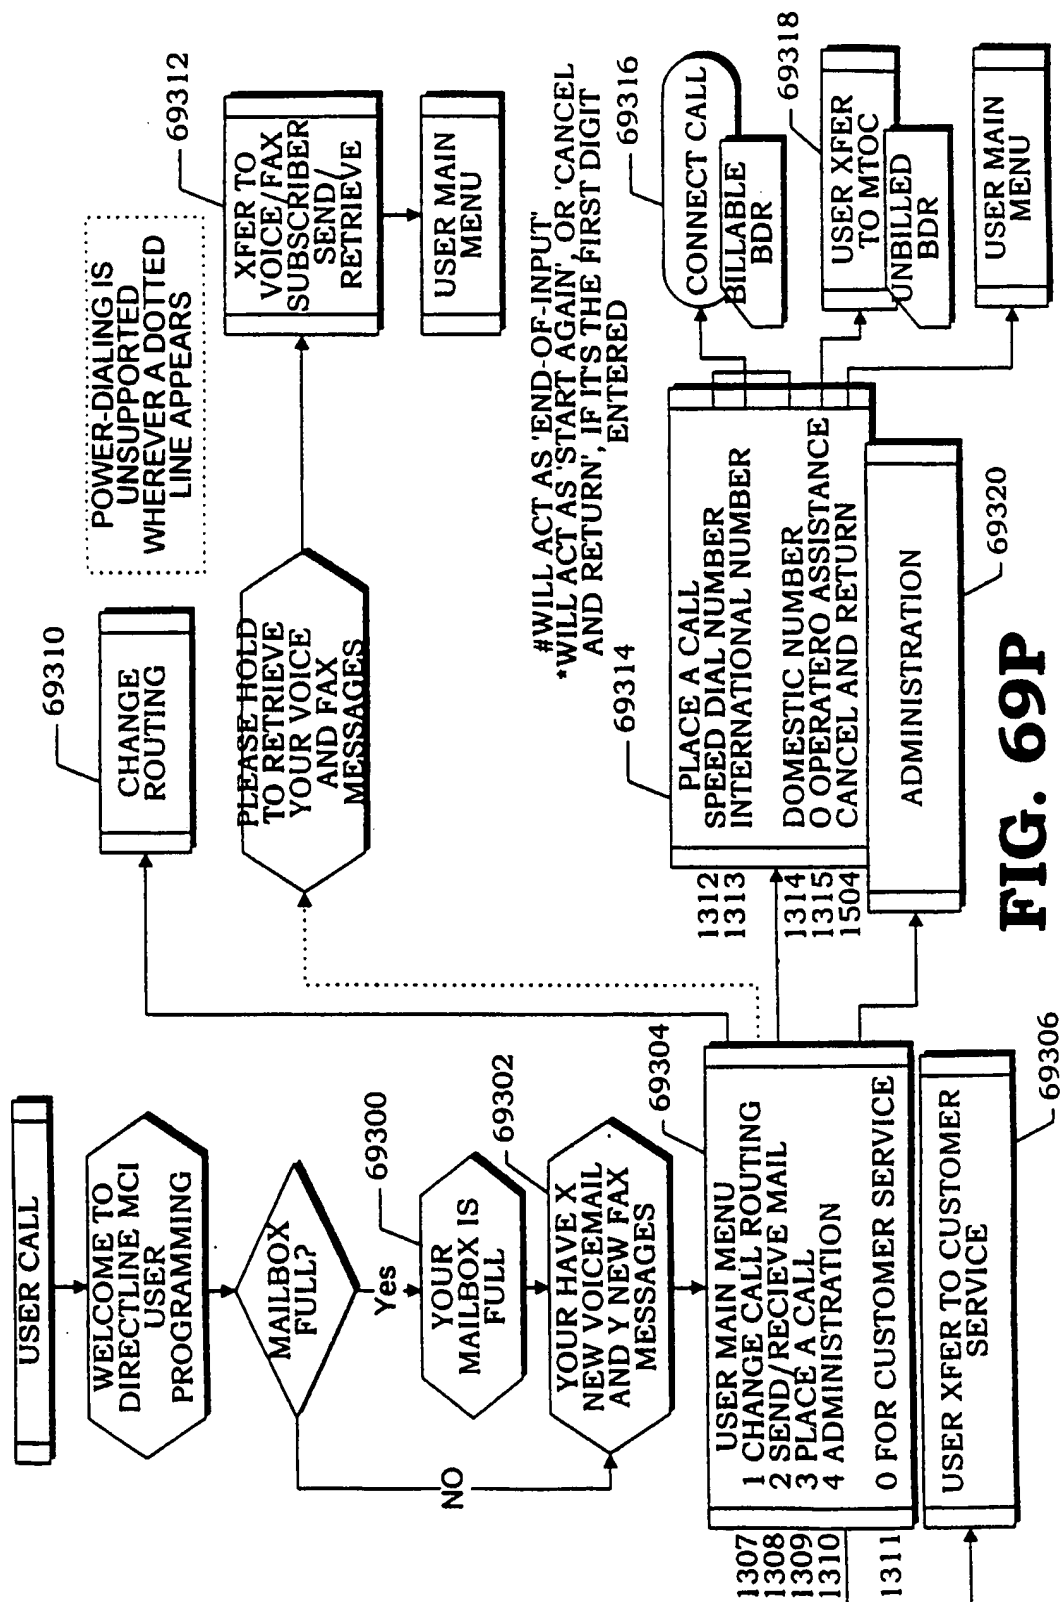 USER CALL
WELCOME TO
DIRECTLINE MCI
USER
PROGRAMMING
MAILBOX
FULL?
Yes
NO
69300
YOUR
MAILBOX IS
FULL
69302
YOUR HAVE X
NEW VOICEMAIL
AND Y NEW FAX
MESSAGES
69304
USER MAIN MENU
1307 1 CHANGE CALL ROUTING
1308 2 SEND/RECIEVE MAIL
1309 3 PLACE A CALL
1310 4 ADMINISTRATION
1311 0 FOR CUSTOMER SERVICE
USER XFER TO CUSTOMER
SERVICE
69306
69310
CHANGE
ROUTING
POWER-DIALING IS
UNSUPPORTED
WHEREVER A DOTTED
LINE APPEARS
PLEASE HOLD
TO RETRIEVE
YOUR VOICE
AND FAX
MESSAGES
69312
XFER TO
VOICE/FAX
SUBSCRIBER
SEND/
RETRIEVE
USER MAIN
MENU
#WILL ACT AS 'END-OF-INPUT'
*WILL ACT AS 'START AGAIN', OR 'CANCEL
AND RETURN', IF IT'S THE FIRST DIGIT
ENTERED
69314
PLACE A CALL
1312 SPEED DIAL NUMBER
1313 INTERNATIONAL NUMBER
1314 DOMESTIC NUMBER
1315 O OPERATERO ASSISTANCE
1504 CANCEL AND RETURN
69316
CONNECT CALL
BILLABLE
BDR
69318
USER XFER
TO MTOC
UNBILLED
BDR
USER MAIN
MENU
ADMINISTRATION
69320
FIG. 69P